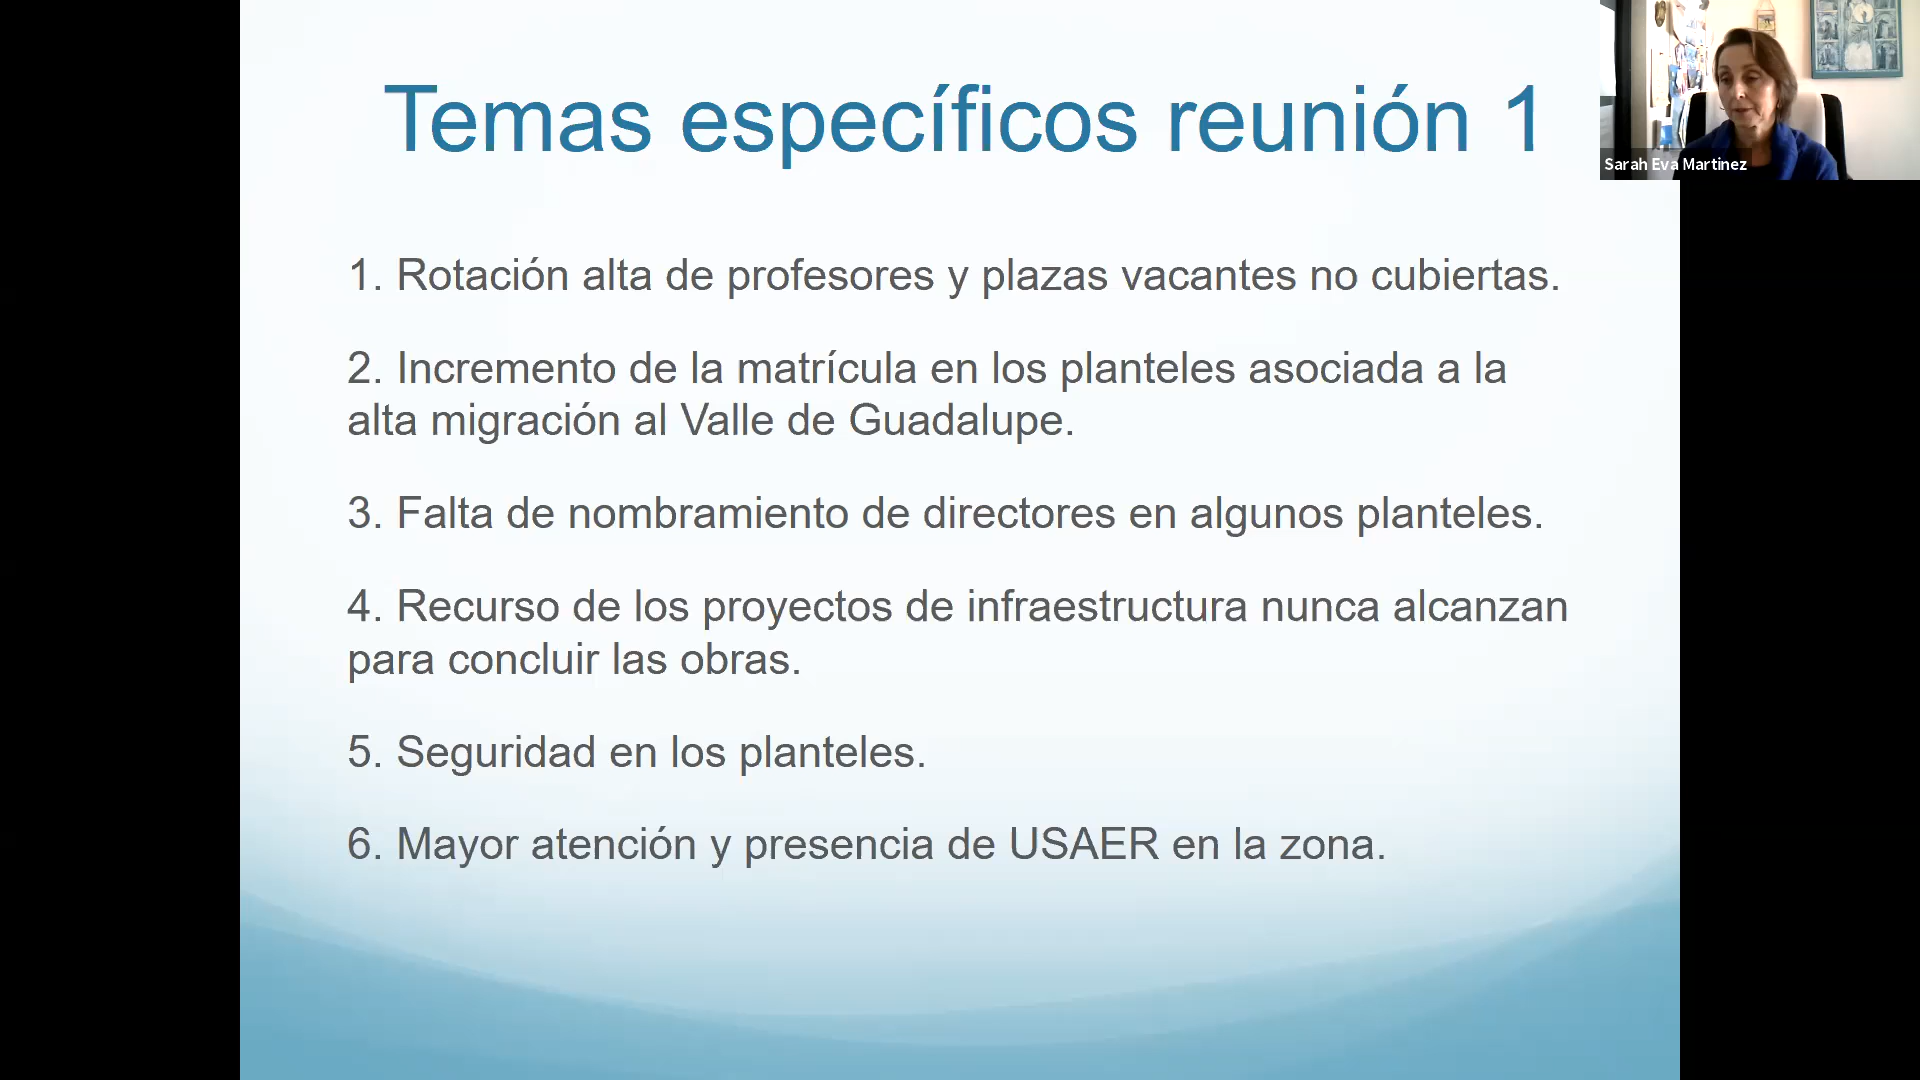 Temas específicos reunión 1
Sarah Eva Martinez
1. Rotación alta de profesores y plazas vacantes no cubiertas.
2. Incremento de la matrícula en los planteles asociada a la
alta migración al Valle de Guadalupe.
3. Falta de nombramiento de directores en algunos planteles.
4. Recurso de los proyectos de infraestructura nunca alcanzan
para concluir las obras.
5. Seguridad en los planteles.
6. Mayor atención y presencia de USAER en la zona.